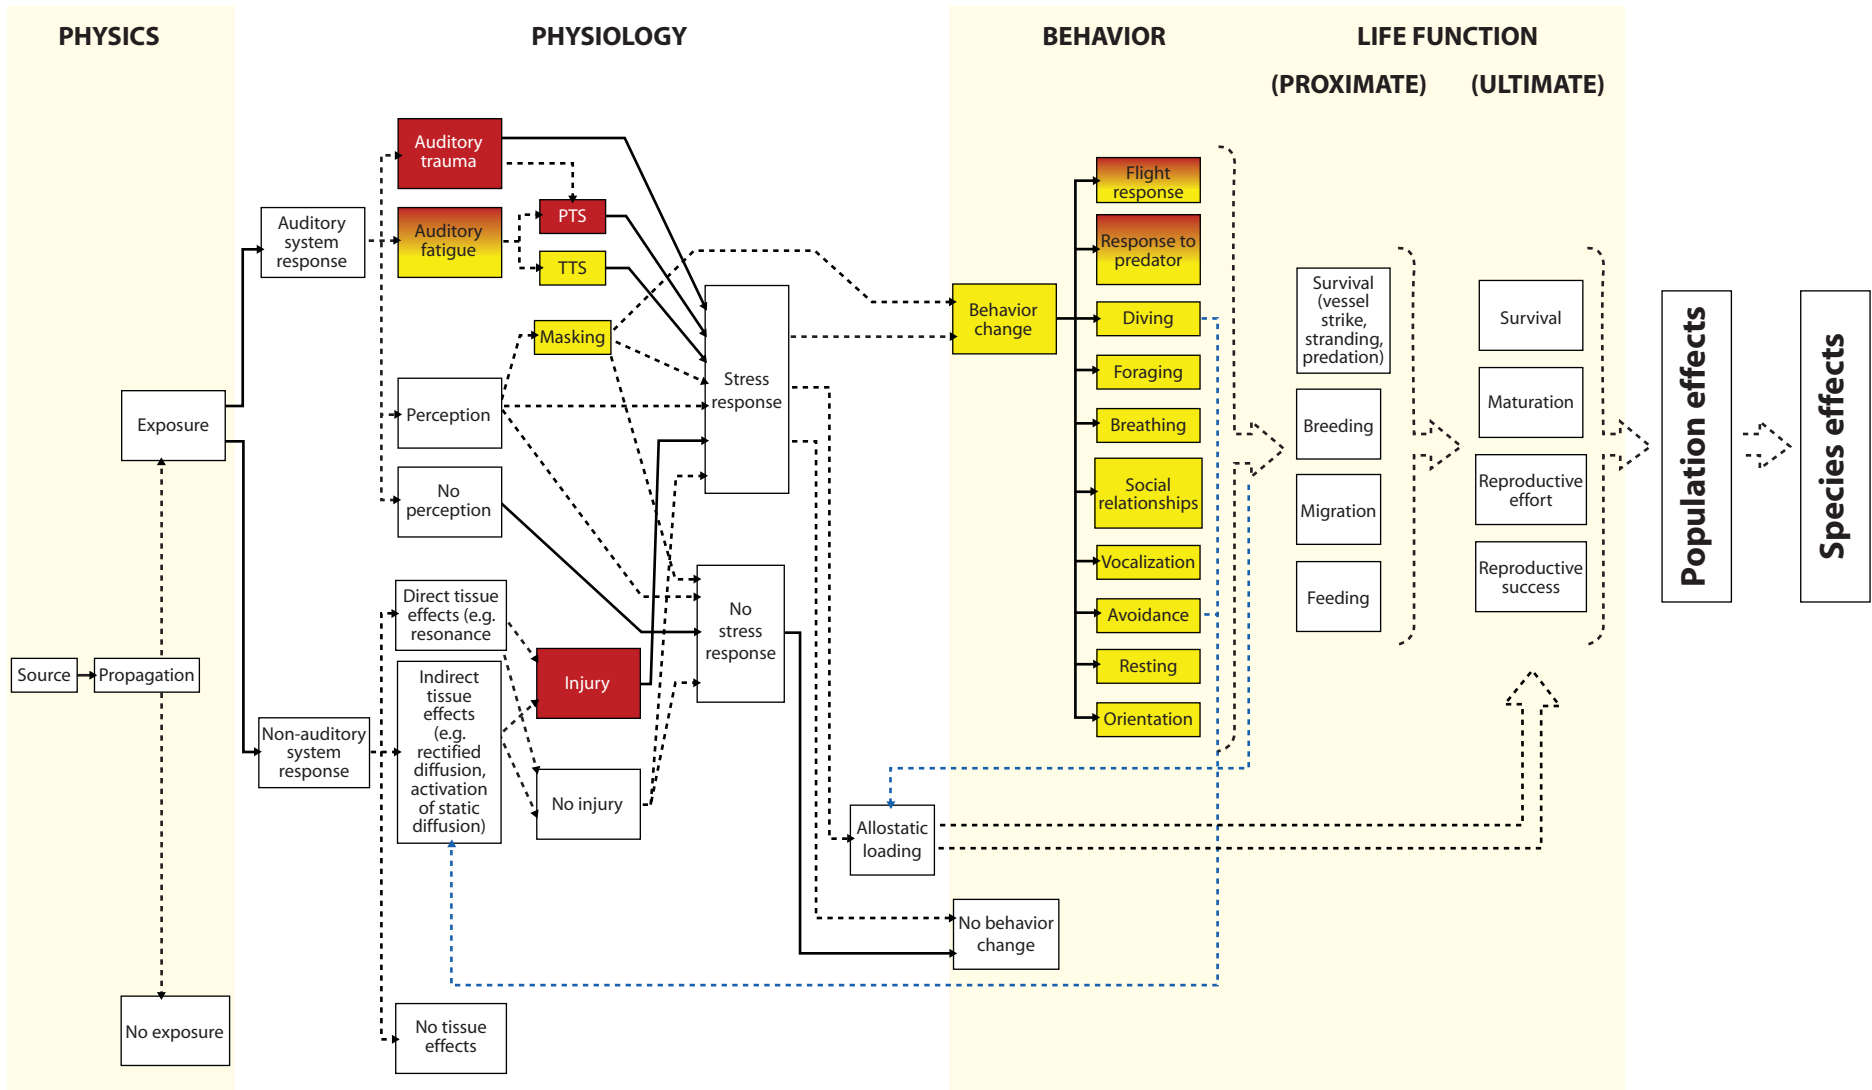 PHYSICS
PHYSIOLOGY
BEHAVIOR
LIFE FUNCTION
(PROXIMATE)
(ULTIMATE)
Source
Propagation
Exposure
No exposure
Auditory
system
response
Non-auditory
system
response
Auditory
trauma
Auditory
fatigue
PTS
TTS
Masking
Perception
No
perception
Direct tissue
effects (e.g.
resonance
Indirect
tissue
effects
(e.g.
rectified
diffusion,
activation
of static
diffusion)
No tissue
effects
Injury
No injury
Stress
response
No
stress
response
Allostatic
loading
Behavior
change
No behavior
change
Flight
response
Response to
predator
Diving
Foraging
Breathing
Social
relationships
Vocalization
Avoidance
Resting
Orientation
Survival
(vessel
strike,
stranding,
predation)
Breeding
Migration
Feeding
Survival
Maturation
Reproductive
effort
Reproductive
success
Population effects
Species effects